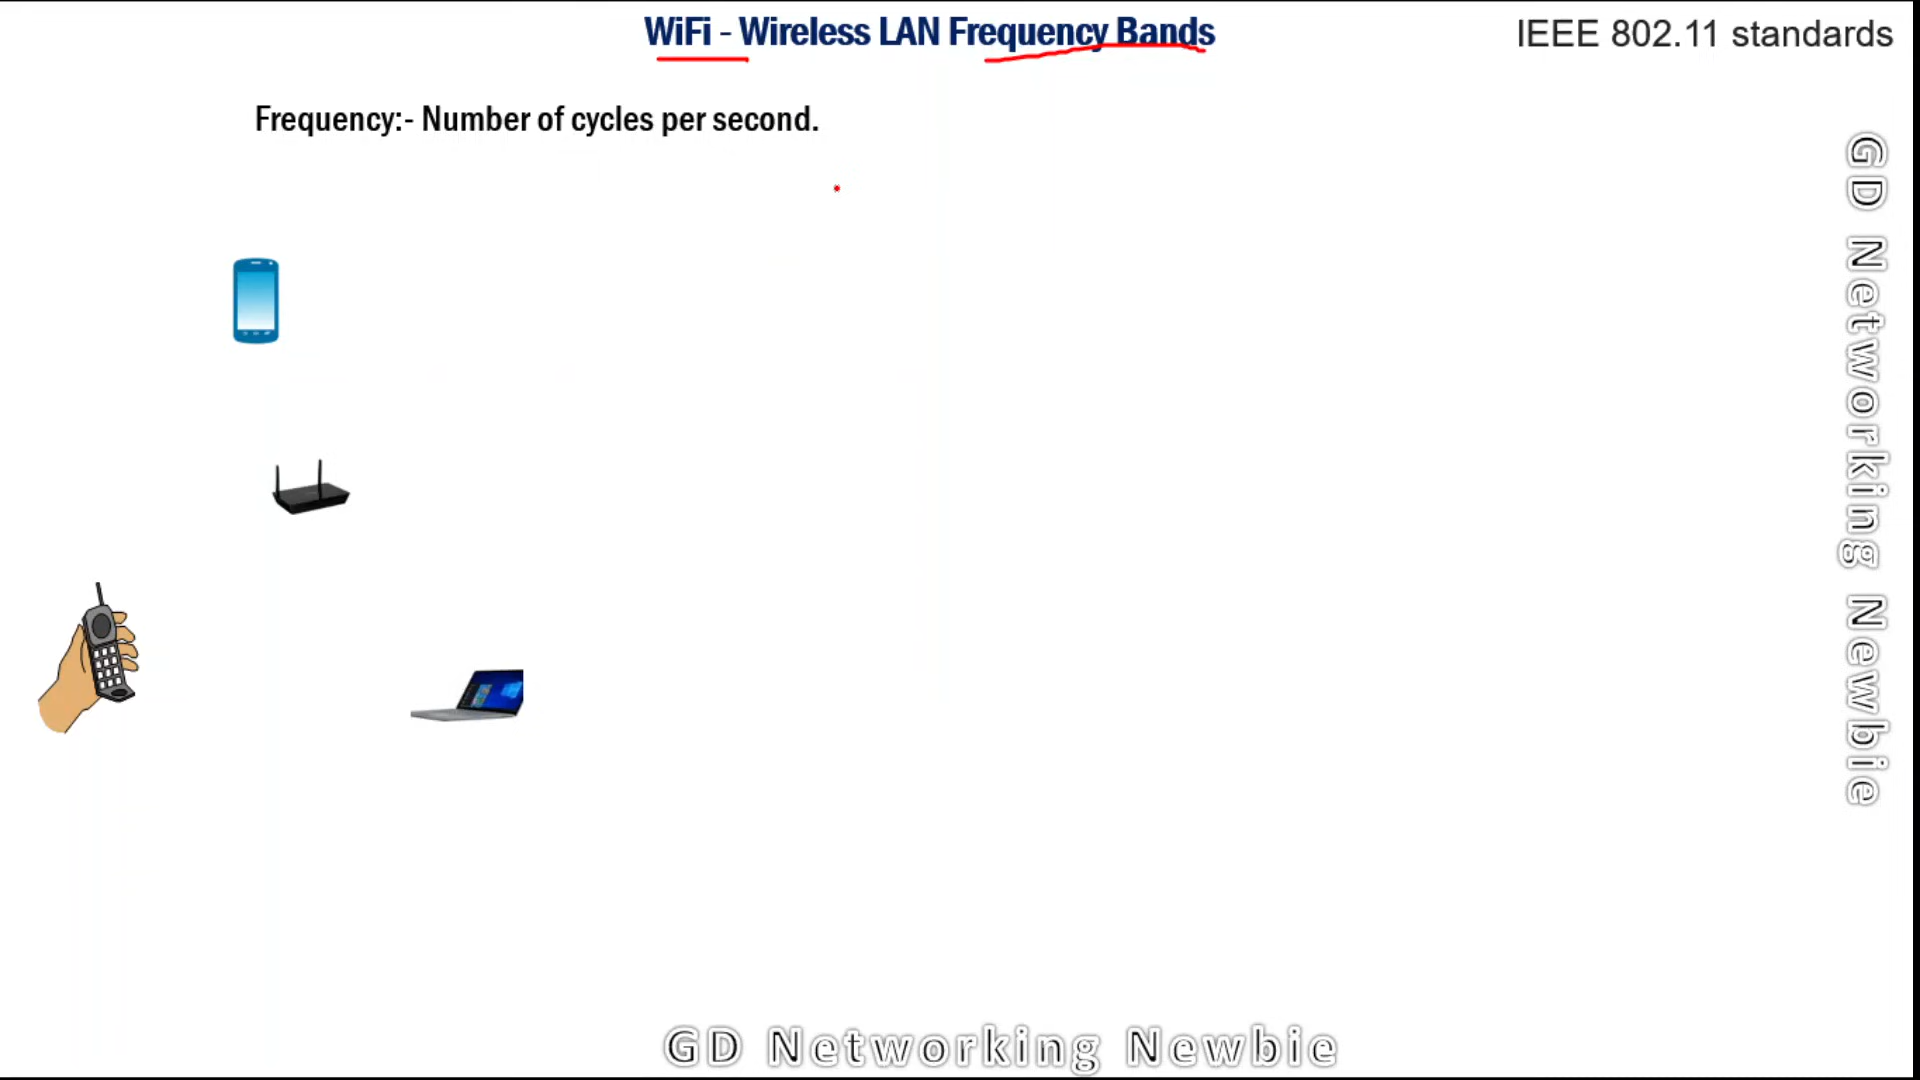 WiFi - Wireless LAN Frequency Bands
IEEE 802.11 standards
Frequency:- Number of cycles per second.
GD Networking Newbie
GD Networking Newbie